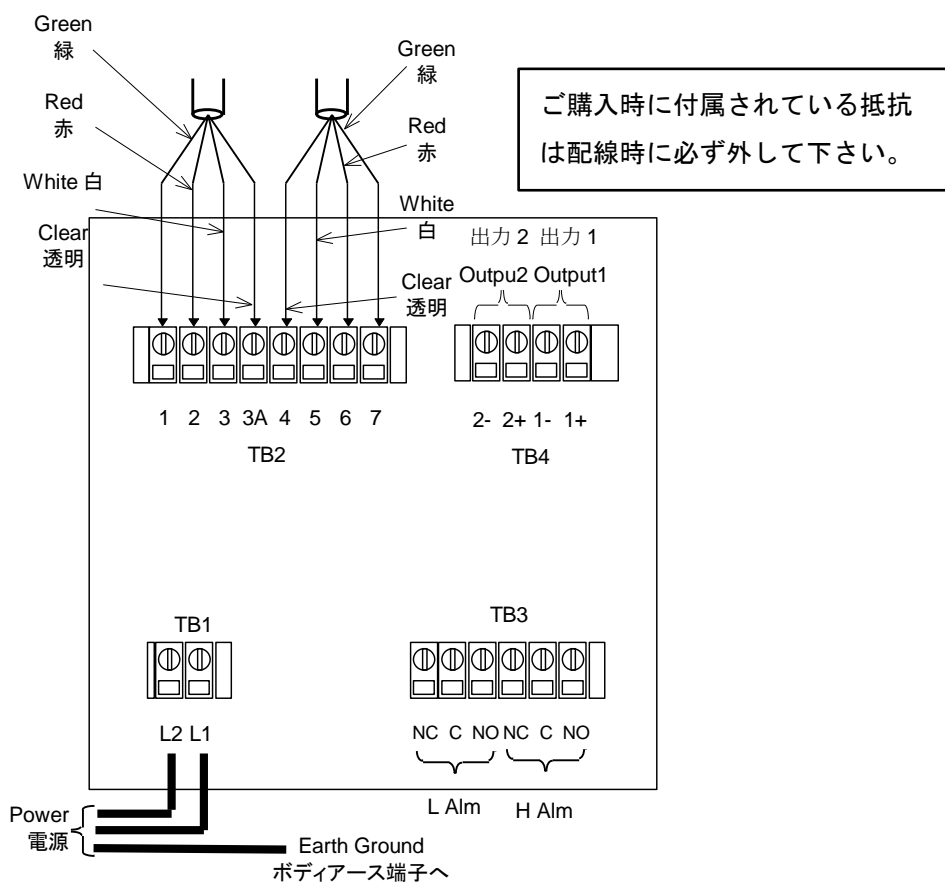 Green
緑
Green
緑
ご購入時に付属されている抵抗
は配線時に必ず外して下さい。
Red
赤
Red
赤
White 白
White
白
Clear
透明
Clear
透明
出力 2 出力 1
Outpu2 Output1
1 2 3 3A 4 5 6 7
TB2
2- 2+ 1- 1+
TB4
TB1
TB3
L2 L1
NC C NO NC C NO
L Alm H Alm
Power
電源
Earth Ground
ボディアース端子へ